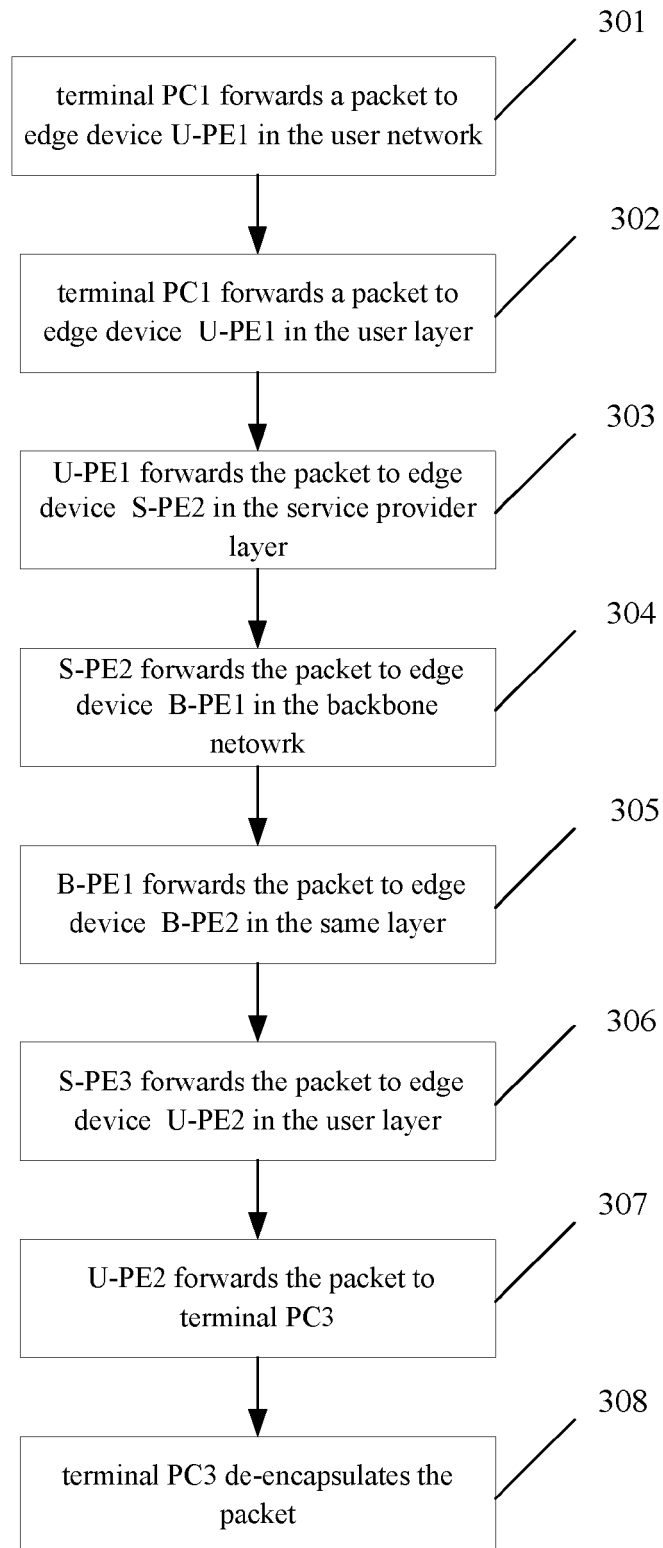 301
terminal PC1 forwards a packet to
edge device U-PE1 in the user network
302
terminal PC1 forwards a packet to
edge device U-PE1 in the user layer
303
U-PE1 forwards the packet to edge
device S-PE2 in the service provider
layer
304
S-PE2 forwards the packet to edge
device B-PE1 in the backbone
netowrk
305
B-PE1 forwards the packet to edge
device B-PE2 in the same layer
306
S-PE3 forwards the packet to edge
device U-PE2 in the user layer
307
U-PE2 forwards the packet to
terminal PC3
308
terminal PC3 de-encapsulates the
packet